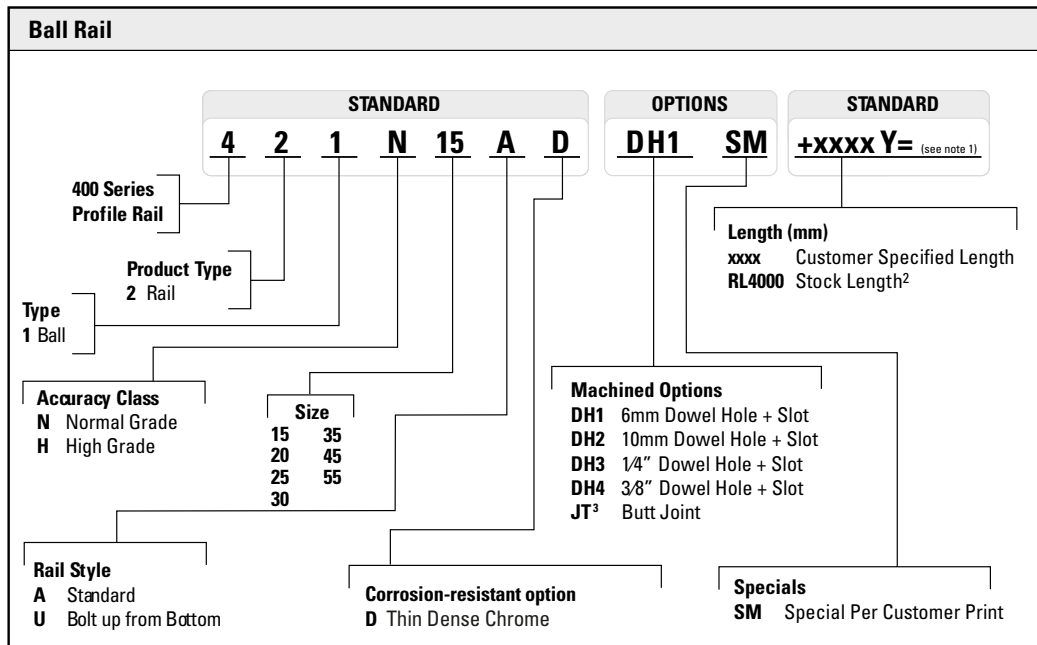 Ball Rail
STANDARD OPTIONS STANDARD
4 2 1 N 15 A D DH1 SM +xxxx Y= (see note 1)
400 Series
Profile Rail
Product Type
2 Rail
Type
1 Ball
Length (mm)
xxxx Customer Specified Length
RL4000 Stock Length²
Accuracy Class
N Normal Grade
H High Grade
Size
15 35
20 45
25 55
30
Machined Options
DH1 6mm Dowel Hole + Slot
DH2 10mm Dowel Hole + Slot
DH3 1⁄4” Dowel Hole + Slot
DH4 3⁄8” Dowel Hole + Slot
JT³ Butt Joint
Rail Style
A Standard
U Bolt up from Bottom
Corrosion-resistant option
D Thin Dense Chrome
Specials
SM Special Per Customer Print